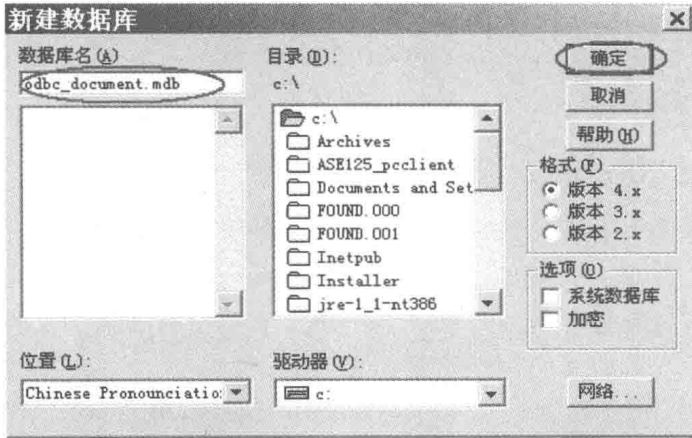 新建数据库
数据库名(A)
odbc_document.mdb
目录(D):
c:\
c:\
Archives
ASE125_pcclient
Documents and Set
FOUND.000
FOUND.001
Inetpub
Installer
jre-1_1-nt386
确定
取消
帮助(H)
格式(F)
版本 4.x
版本 3.x
版本 2.x
选项(O)
系统数据库
加密
位置(L):
Chinese Pronounciatio:
驱动器(V):
c:
网络...